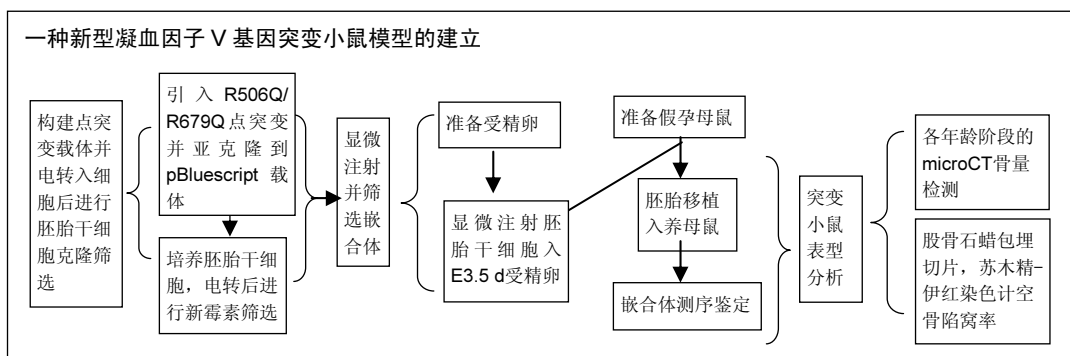 一种新型凝血因子 V 基因突变小鼠模型的建立
构建点突
变载体并
电转入细
胞后进行
胚胎干细
胞克隆筛
选
引入 R506Q/
R679Q 点突变
并亚克隆到
pBluescript 载
体
培养胚胎干细
胞，电转后进
行新霉素筛选
显微
注射
并筛
选嵌
合体
准备受精卵
显微注射胚
胎干细胞入
E3.5 d受精卵
准备假孕母鼠
胚胎移植
入养母鼠
嵌合体测序鉴定
突变
小鼠
表型
分析
各年龄阶段的
microCT骨量
检测
股骨石蜡包埋
切片，苏木精-
伊红染色计空
骨陷窝率